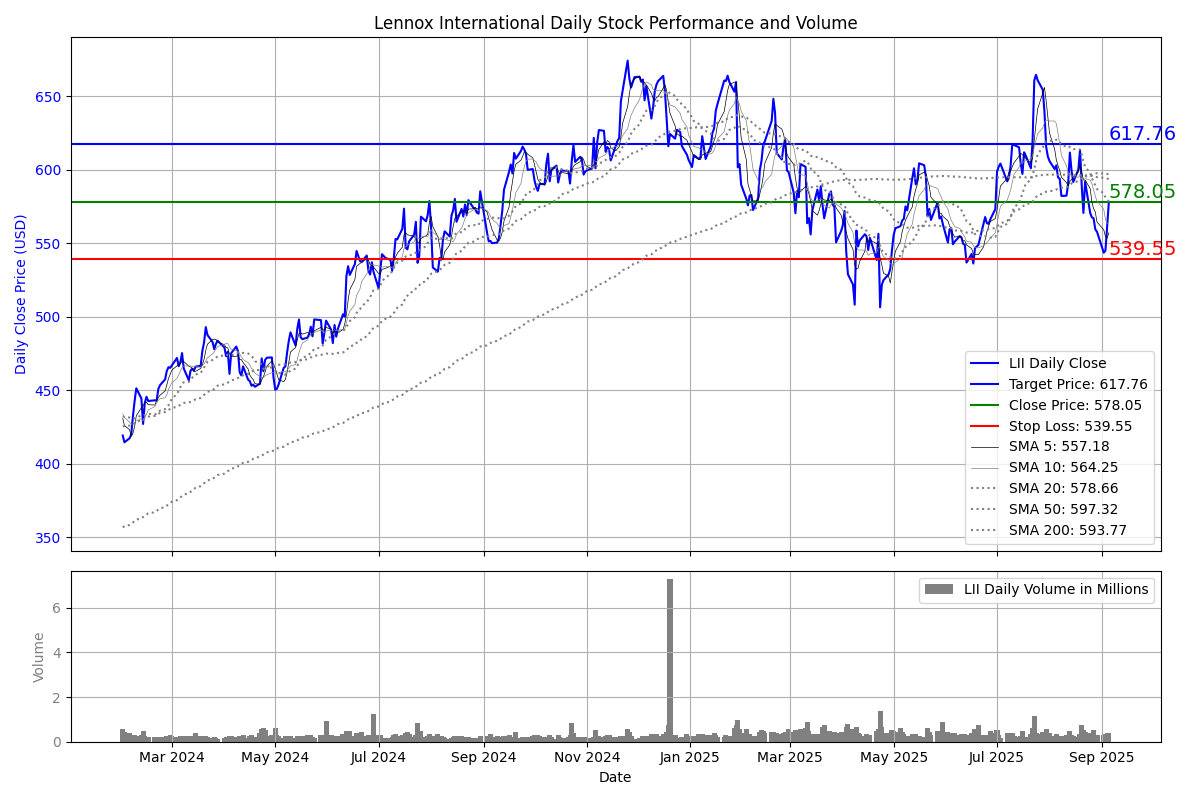 Lennox International Daily Stock Performance and Volume
Daily Close Price (USD)
650
600
550
500
450
400
350
617.76
578.05
539.55
LII Daily Close
Target Price: 617.76
Close Price: 578.05
Stop Loss: 539.55
SMA 5: 557.18
SMA 10: 564.25
SMA 20: 578.66
SMA 50: 597.32
SMA 200: 593.77
Volume
6
4
2
0
LII Daily Volume in Millions
Mar 2024 May 2024 Jul 2024 Sep 2024 Nov 2024 Jan 2025 Mar 2025 May 2025 Jul 2025 Sep 2025
Date